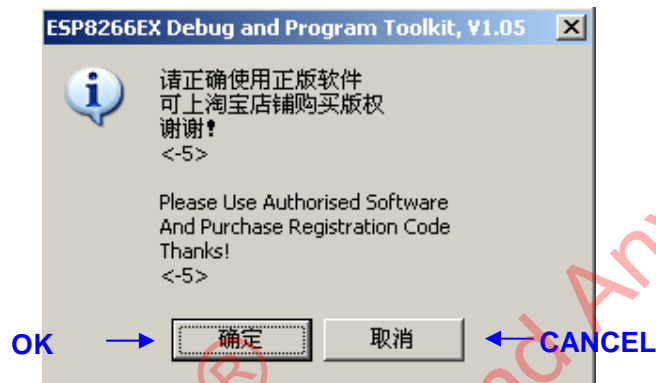 ESP8266EX Debug and Program Toolkit, V1.05
请正确使用正版软件
可上淘宝店铺购买版权
谢谢!
<-5>
Please Use Authorised Software
And Purchase Registration Code
Thanks!
<-5>
OK 确定 取消 CANCEL
®
nd Any